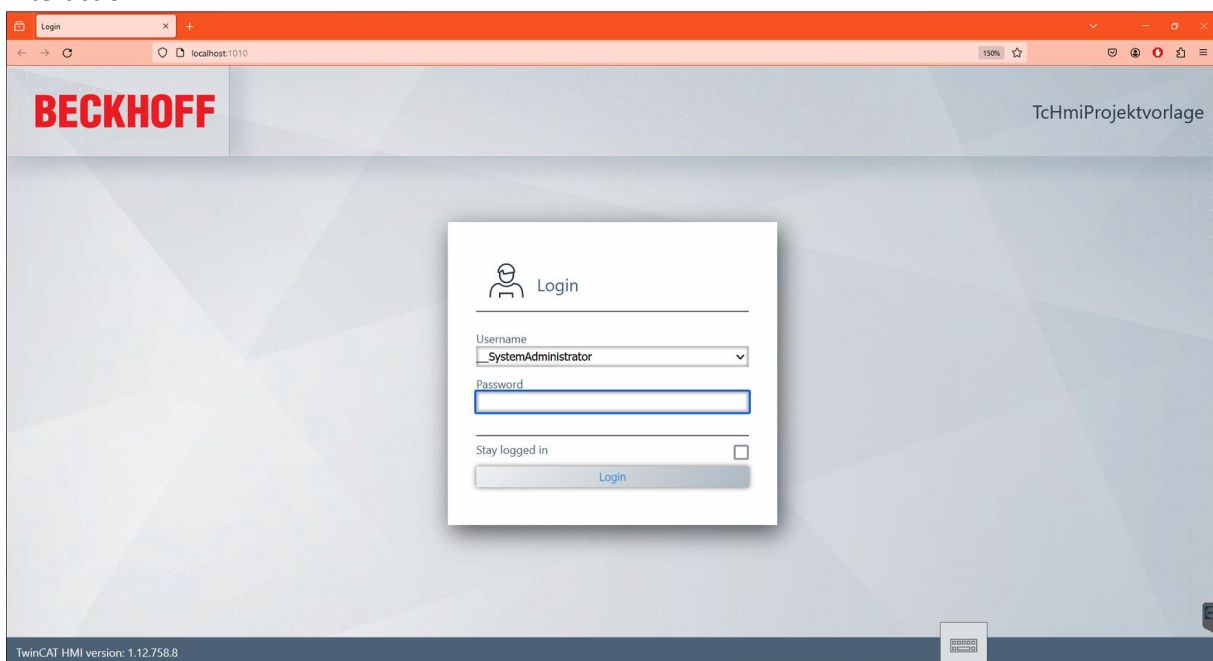 Login
localhost:1010
150%
BECKHOFF
TcHmiProjektvorlage
Login
Username
__SystemAdministrator
Password
Stay logged in
Login
TwinCAT HMI version: 1.12.758.8